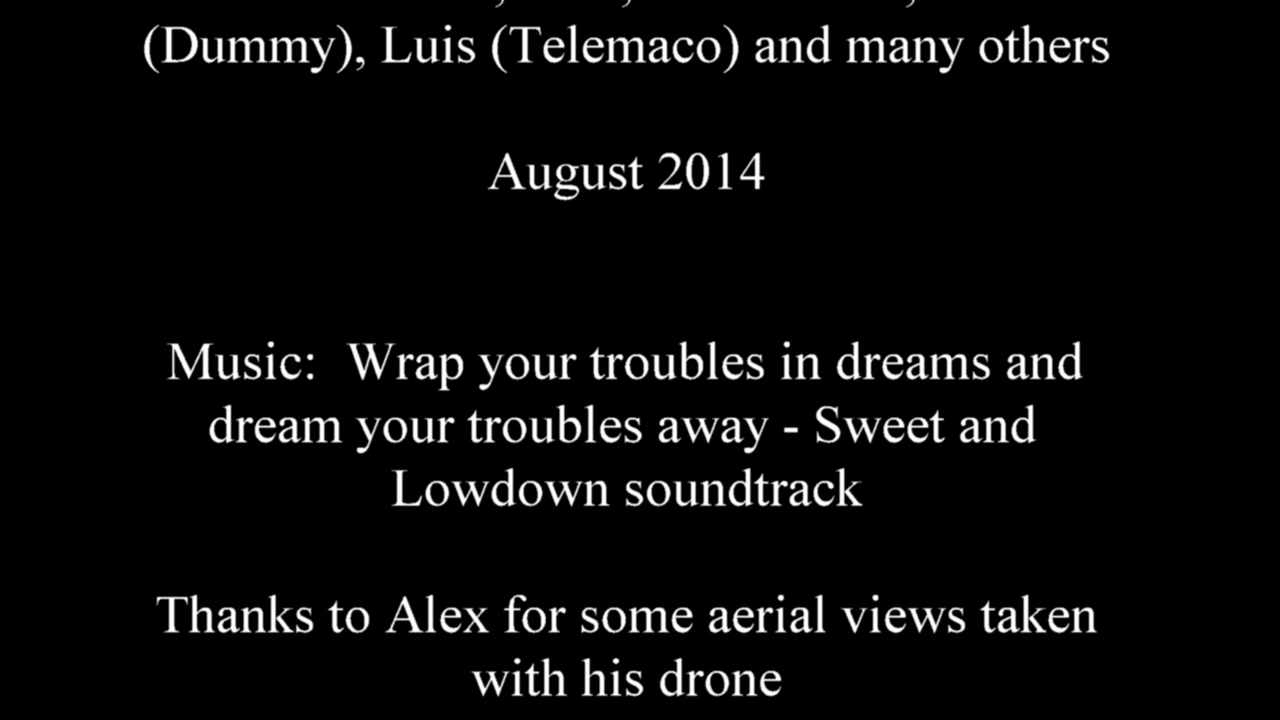 (Dummy), Luis (Telemaco) and many others
August 2014
Music: Wrap your troubles in dreams and
dream your troubles away - Sweet and
Lowdown soundtrack
Thanks to Alex for some aerial views taken
with his drone